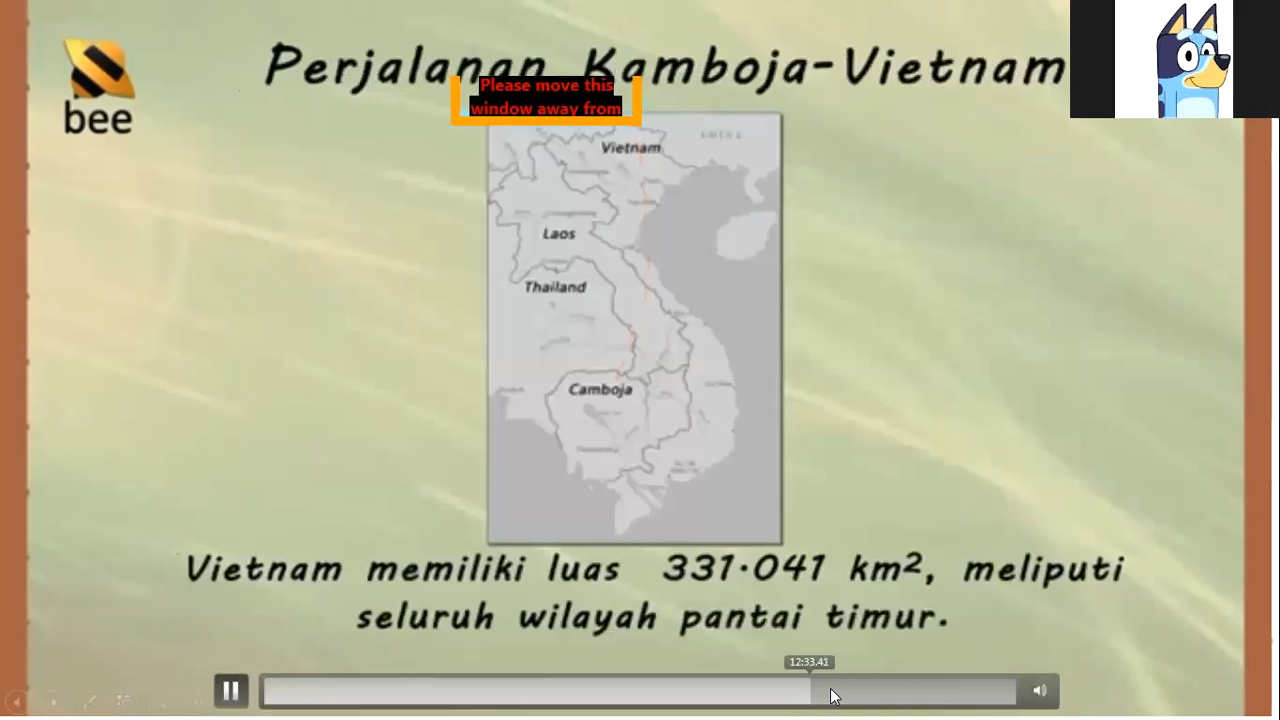 Perjalanan Kamboja-Vietnam
bee
Please move this
window away from
Vietnam
Laos
Thailand
Camboja
Vietnam memiliki luas 331.041 km², meliputi
seluruh wilayah pantai timur.
12:33,41